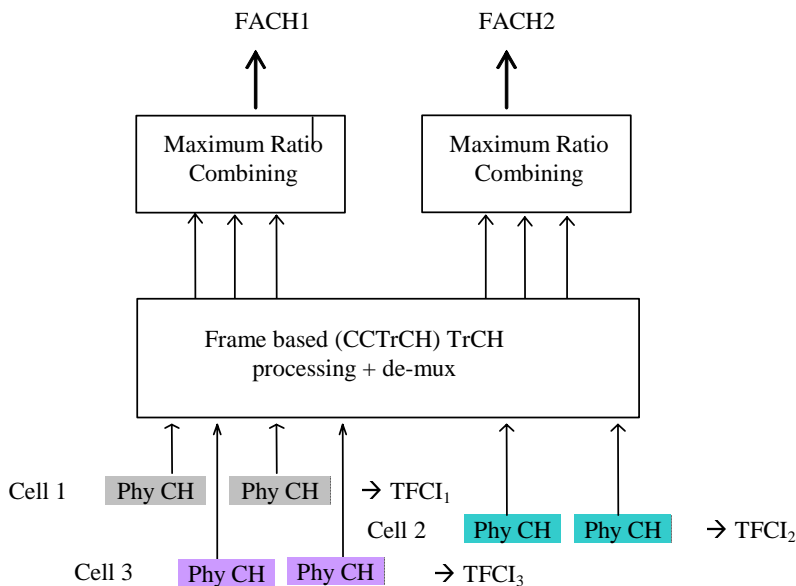 FACH1 FACH2
Maximum Ratio
Combining
Maximum Ratio
Combining
Frame based (CCTrCH) TrCH
processing + de-mux
Cell 1 Phy CH Phy CH → TFCI₁
Cell 2 Phy CH Phy CH → TFCI₂
Cell 3 Phy CH Phy CH → TFCI₃